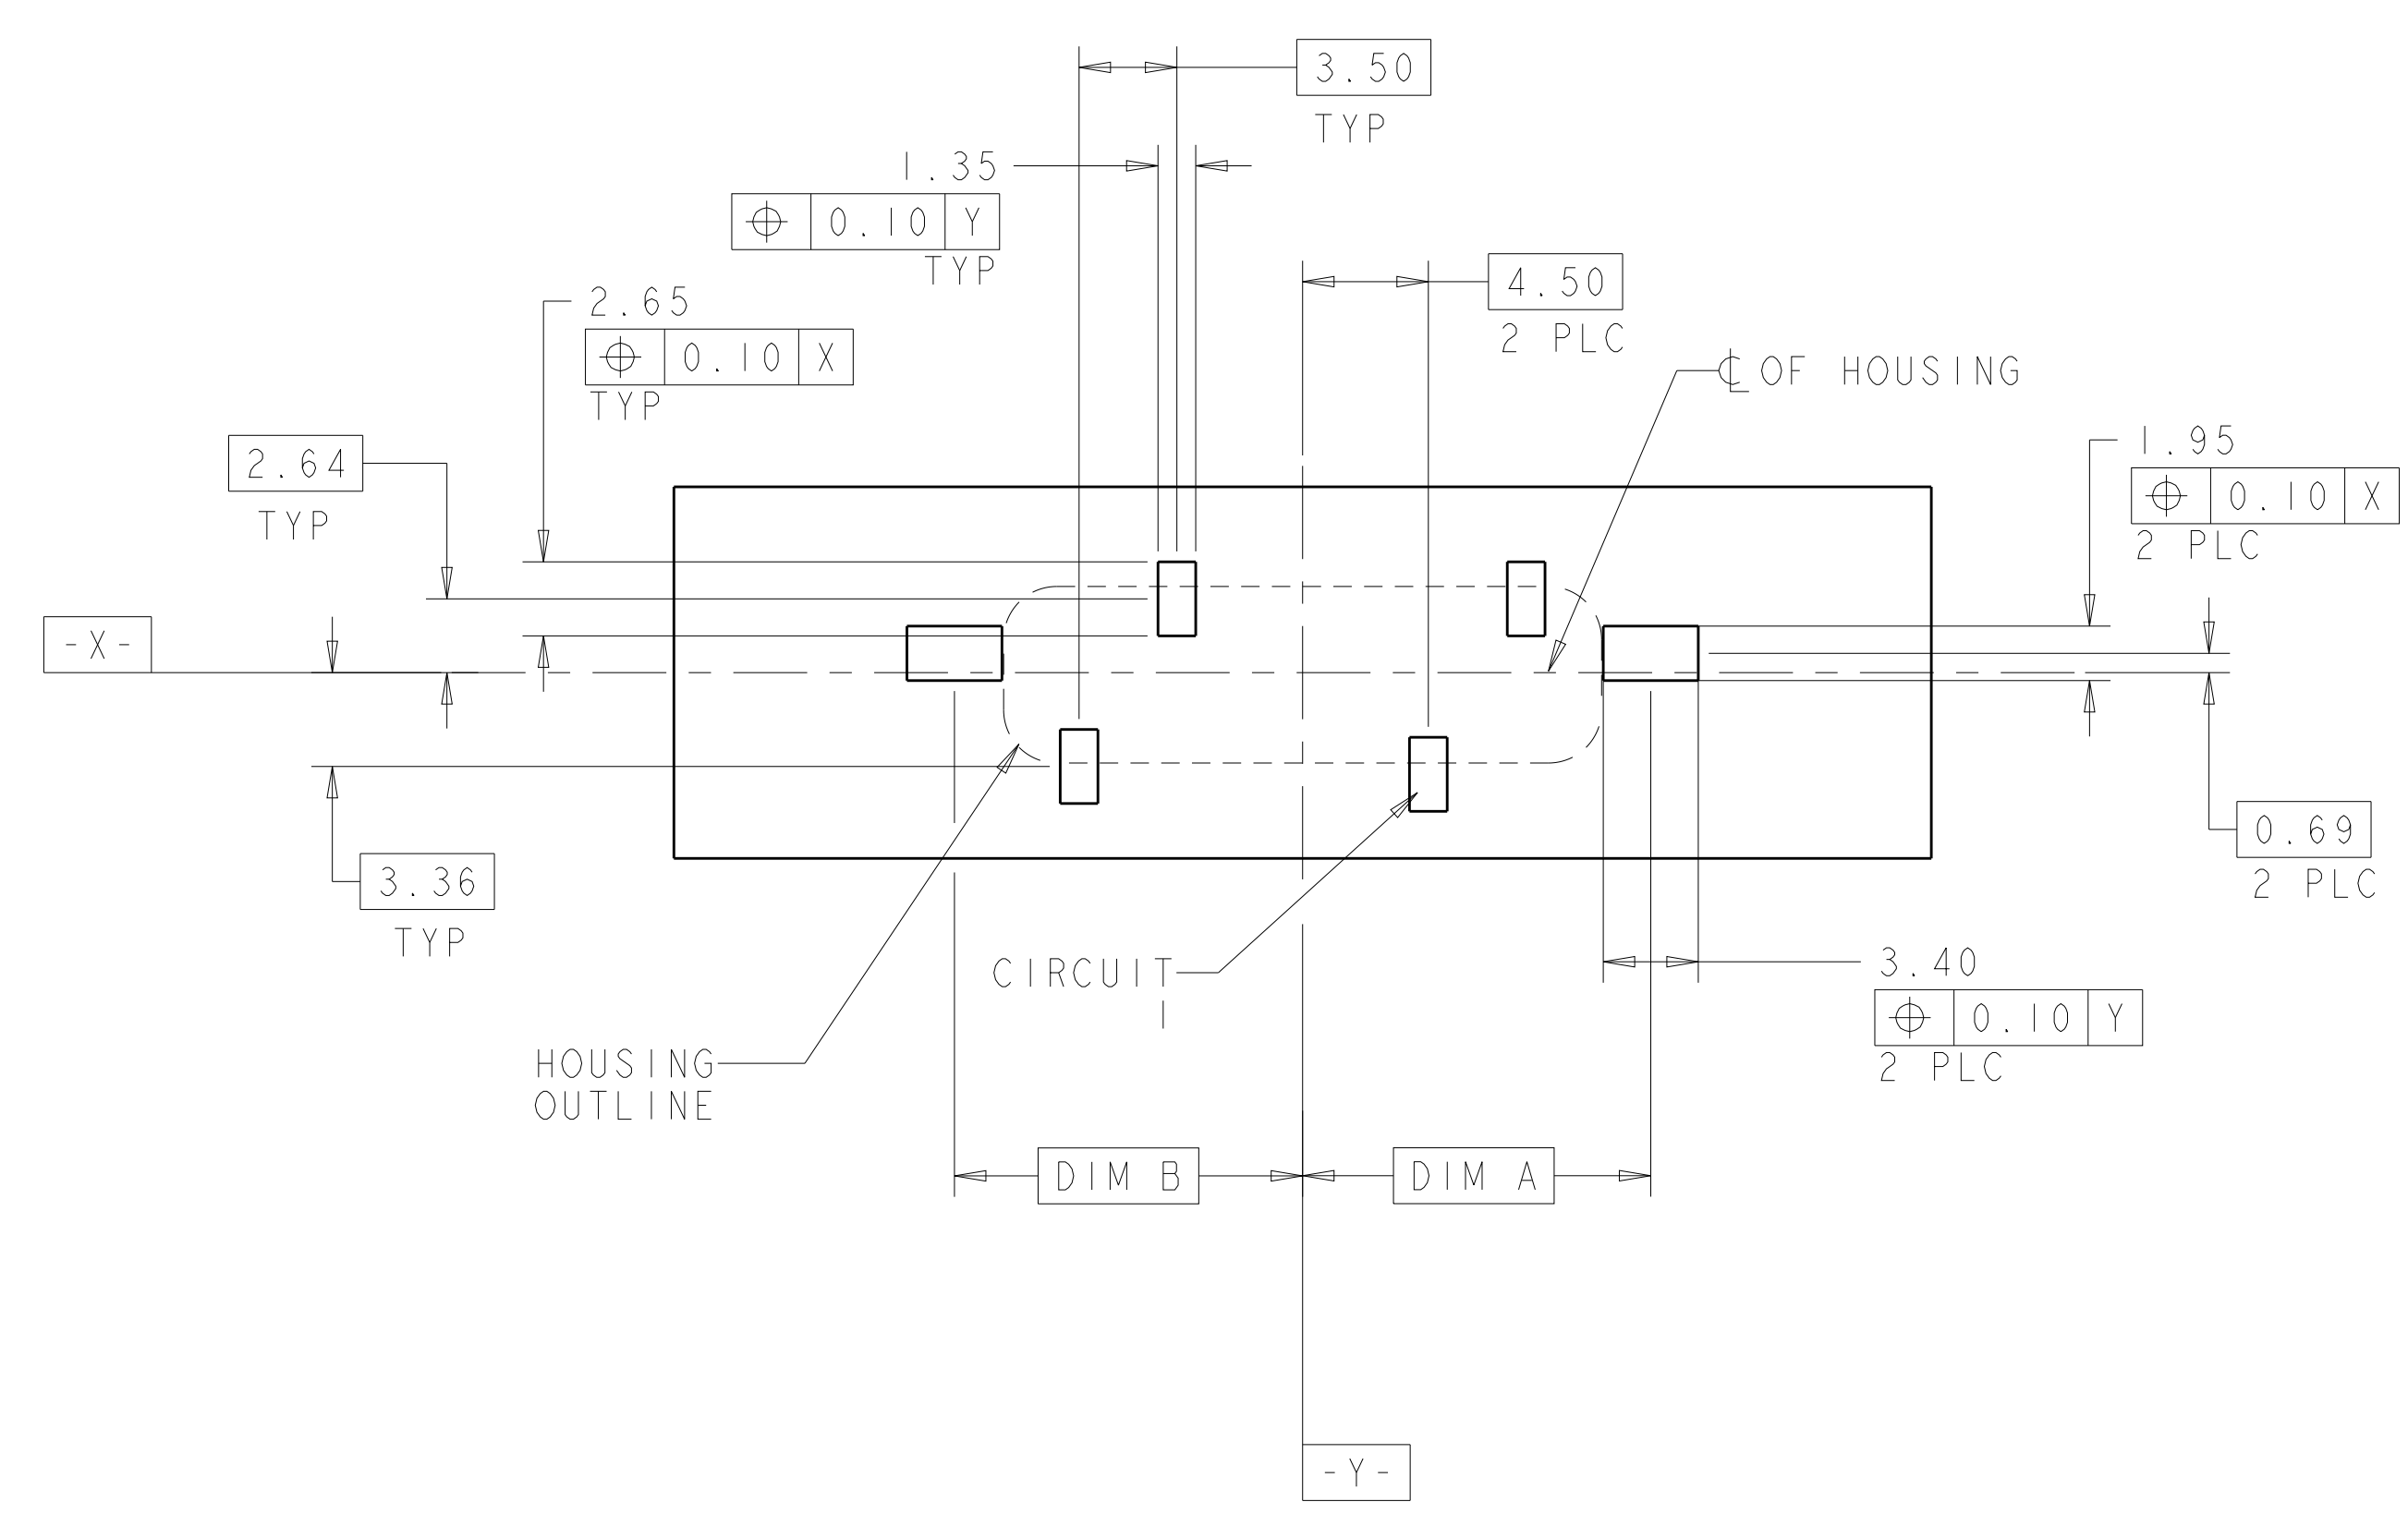 3.50
TYP
1.35
⌖ 0.10 Y
TYP
2.65
⌖ 0.10 X
TYP
4.50
2 PLC
℄ OF HOUSING
2.64
TYP
1.95
⌖ 0.10 X
2 PLC
-X-
0.69
2 PLC
3.36
TYP
3.40
⌖ 0.10 Y
2 PLC
CIRCUIT
1
HOUSING
OUTLINE
DIM B
DIM A
-Y-